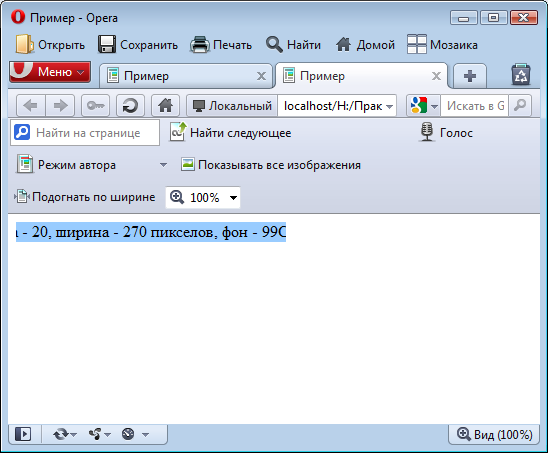 Пример - Opera
Открыть Сохранить Печать Найти Домой Мозаика
Меню Пример Пример
Локальный localhost/H:/Прак Искать в G
Найти на странице Найти следующее Голос
Режим автора Показывать все изображения
Подогнать по ширине 100%
- 20, ширина - 270 пикселов, фон - 99C
Вид (100%)